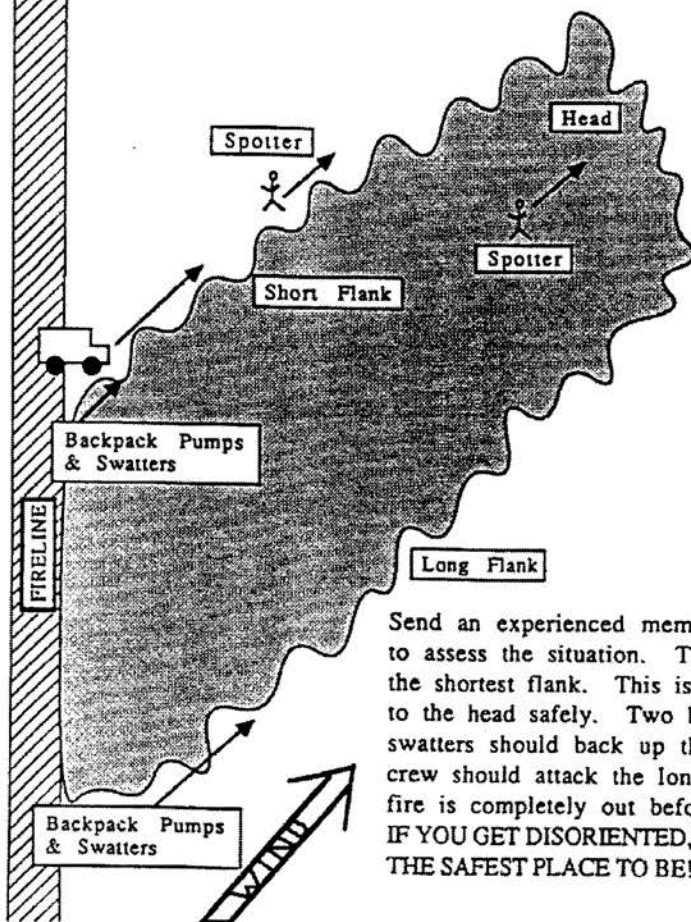 Head
Spotter
Spotter
Short Flank
Backpack Pumps
& Swatters
FIRELINE
Long Flank
Send an experienced mem
to assess the situation. T
the shortest flank. This is
to the head safely. Two
swatters should back up th
crew should attack the lon
fire is completely out befo
IF YOU GET DISORIENTED,
THE SAFEST PLACE TO BE!
Backpack Pumps
& Swatters
WIND